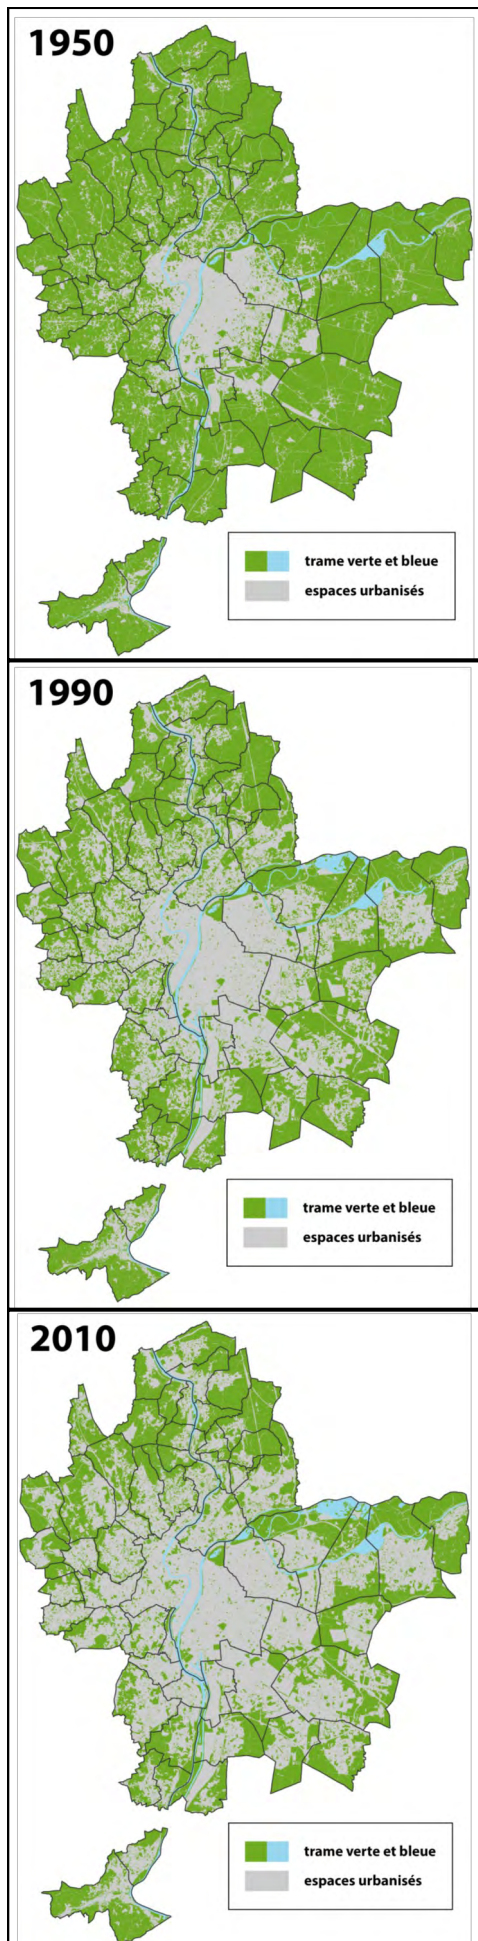 1950
trame verte et bleue
espaces urbanisés
1990
trame verte et bleue
espaces urbanisés
2010
trame verte et bleue
espaces urbanisés